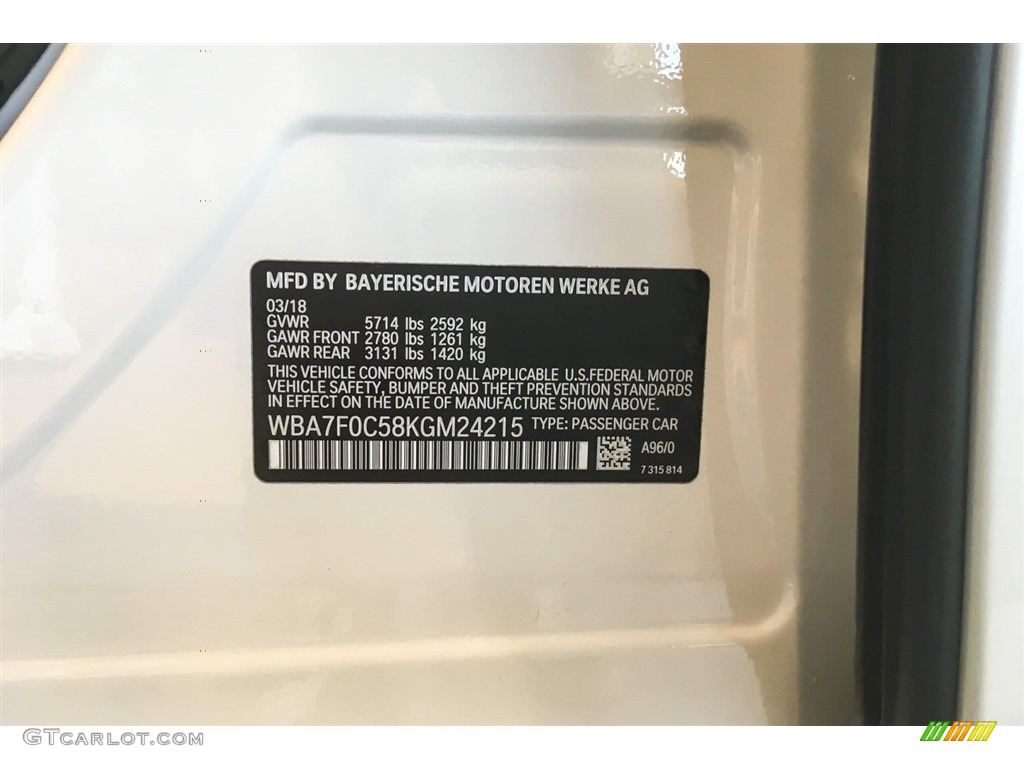 MFD BY BAYERISCHE MOTOREN WERKE AG
03/18
GVWR 5714 lbs 2592 kg
GAWR FRONT 2780 lbs 1261 kg
GAWR REAR 3131 lbs 1420 kg
THIS VEHICLE CONFORMS TO ALL APPLICABLE U.S.FEDERAL MOTOR
VEHICLE SAFETY, BUMPER AND THEFT PREVENTION STANDARDS
IN EFFECT ON THE DATE OF MANUFACTURE SHOWN ABOVE.
WBA7F0C58KGM24215 TYPE: PASSENGER CAR
A96/0
7 315 814
GTcarlot.com